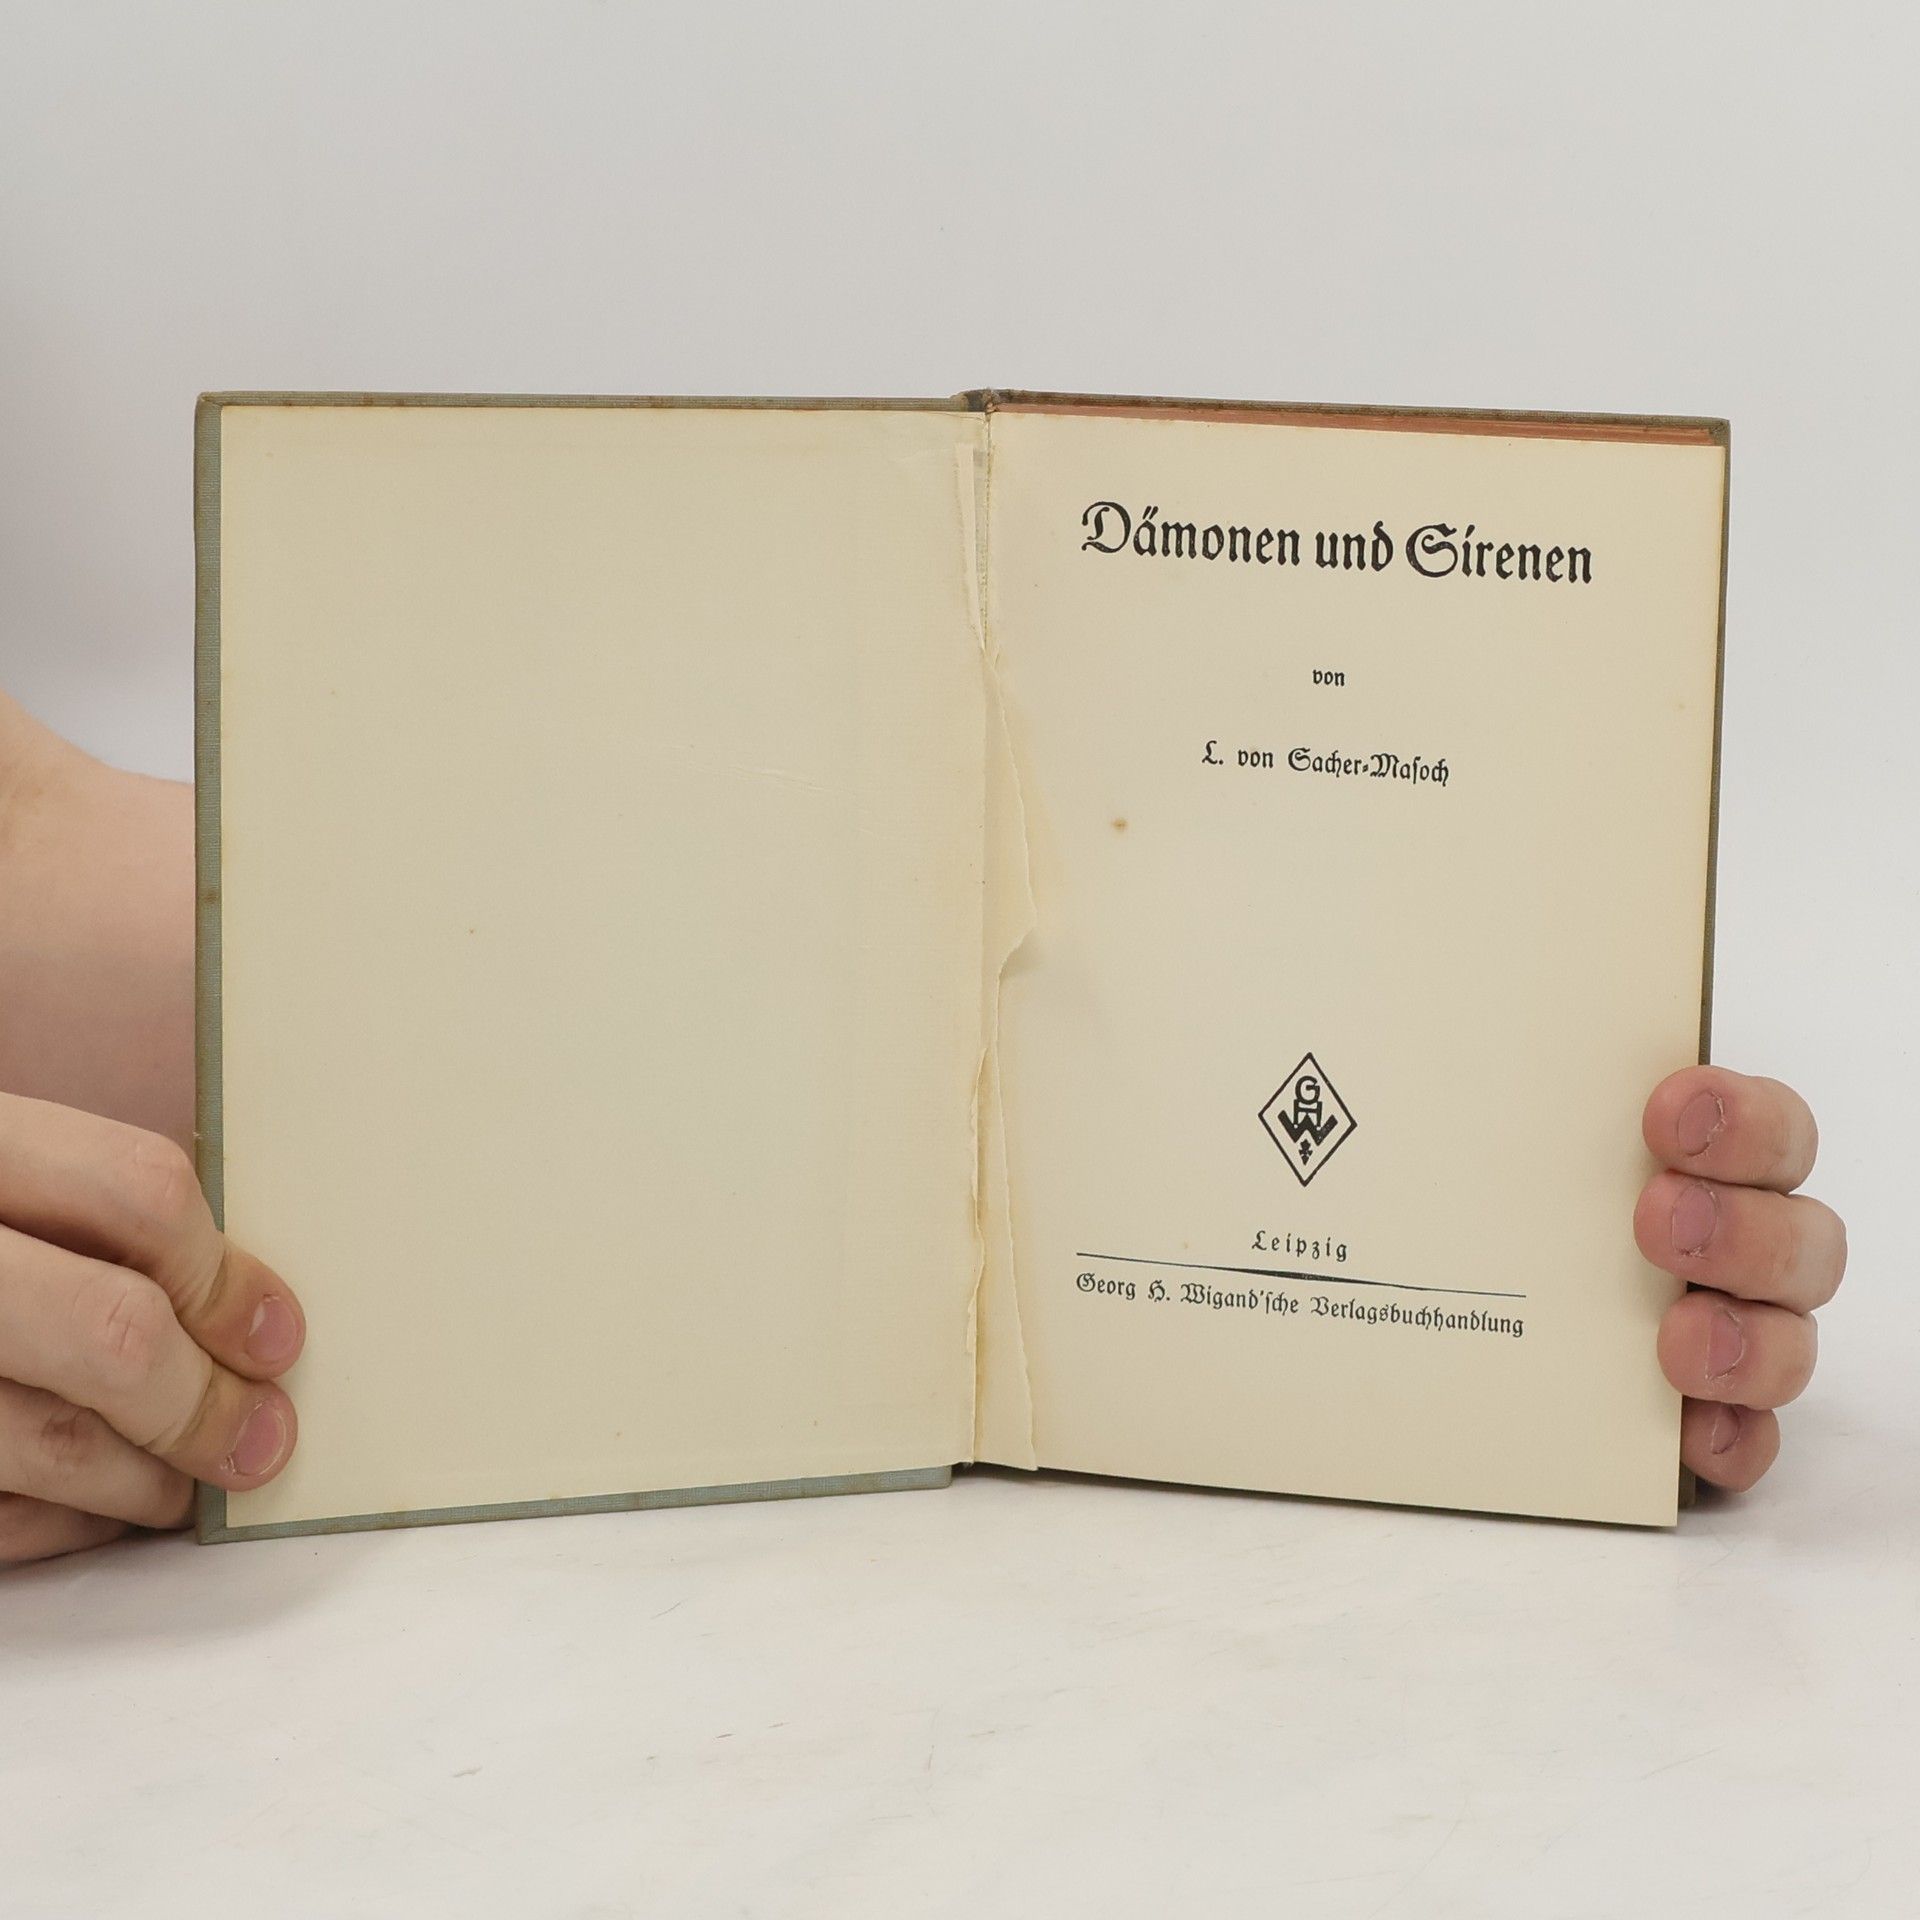 Dämonen und Sirenen
von
L. von Sacher-Masoch
G
H
W
Leipzig
Georg H. Wigand'sche Verlagsbuchhandlung